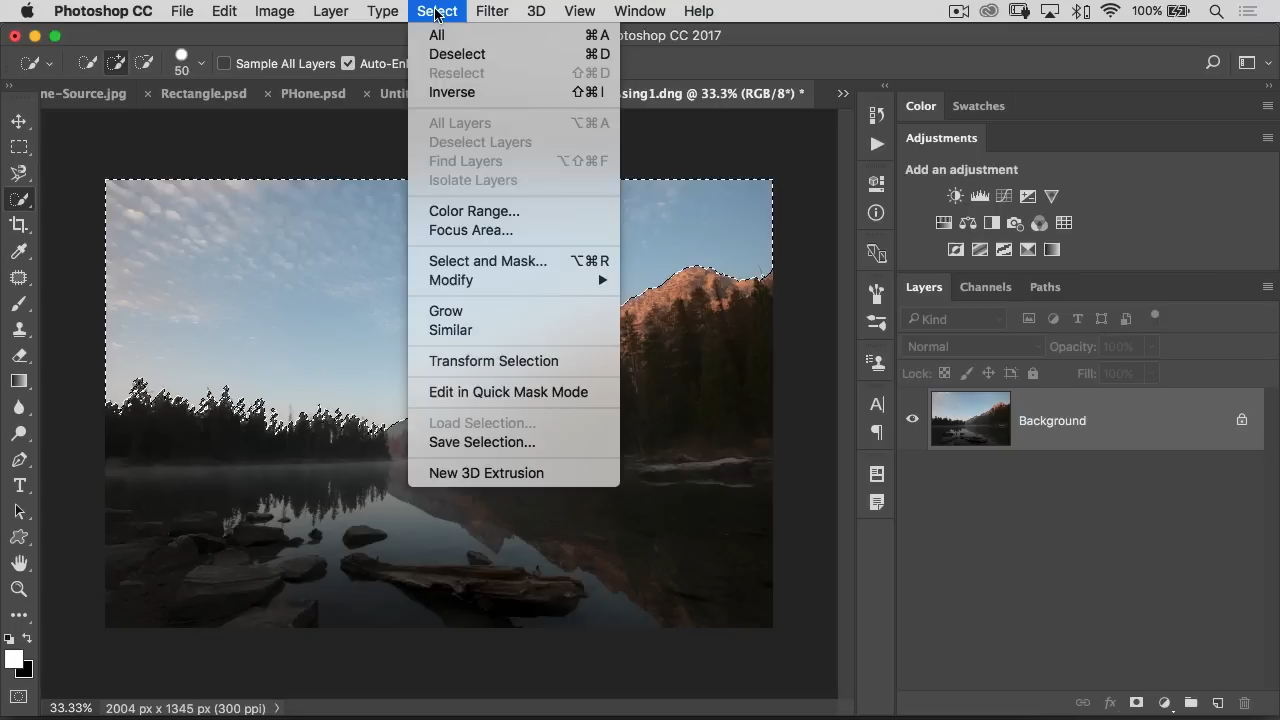 Photoshop CC File Edit Image Layer Type Select Filter 3D View Window Help 100%
otoshop CC 2017
50 Sample All Layers Auto-En
ne-Source.jpg × Rectangle.psd × PHone.psd × Unti sing1.dng @ 33.3% (RGB/8*) *
All ⌘A
Deselect ⌘D
Reselect ⇧⌘D
Inverse ⇧⌘I
All Layers ⌥⌘A
Deselect Layers
Find Layers ⌥⇧⌘F
Isolate Layers
Color Range...
Focus Area...
Select and Mask... ⌥⌘R
Modify
Grow
Similar
Transform Selection
Edit in Quick Mask Mode
Load Selection...
Save Selection...
New 3D Extrusion
Color Swatches
Adjustments
Add an adjustment
Layers Channels Paths
Kind
Normal Opacity: 100%
Lock: Fill: 100%
Background
33.33% 2004 px x 1345 px (300 ppi)